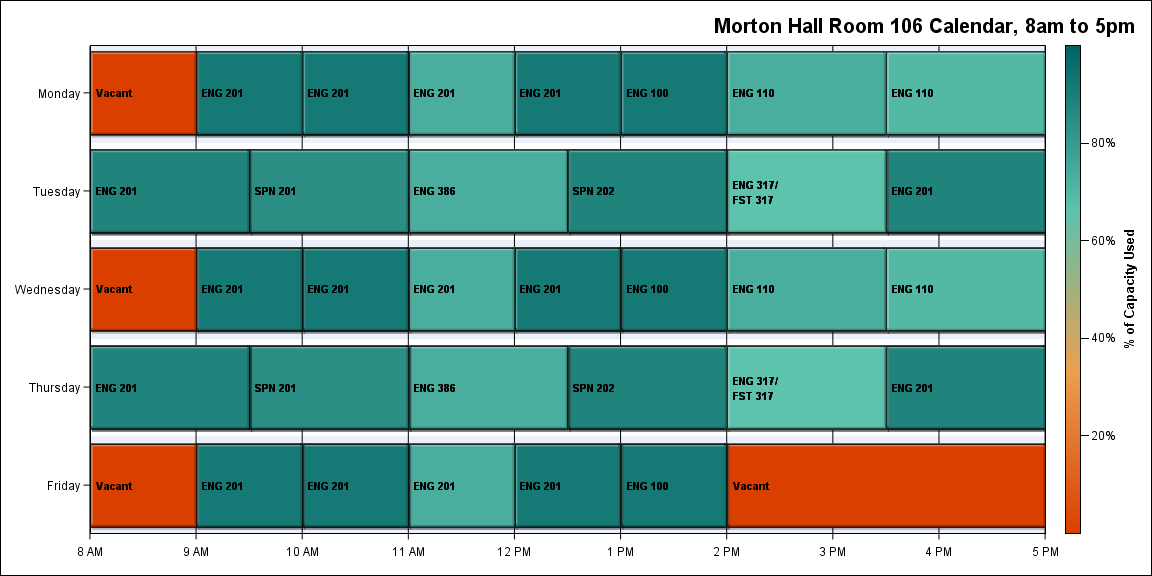 Morton Hall Room 106 Calendar, 8am to 5pm
Monday
Vacant
ENG 201
ENG 201
ENG 201
ENG 201
ENG 100
ENG 110
ENG 110
Tuesday
ENG 201
SPN 201
ENG 386
SPN 202
ENG 317/
FST 317
ENG 201
Wednesday
Vacant
ENG 201
ENG 201
ENG 201
ENG 201
ENG 100
ENG 110
ENG 110
Thursday
ENG 201
SPN 201
ENG 386
SPN 202
ENG 317/
FST 317
ENG 201
Friday
Vacant
ENG 201
ENG 201
ENG 201
ENG 201
ENG 100
Vacant
8 AM
9 AM
10 AM
11 AM
12 PM
1 PM
2 PM
3 PM
4 PM
5 PM
80%
60%
40%
20%
% of Capacity Used